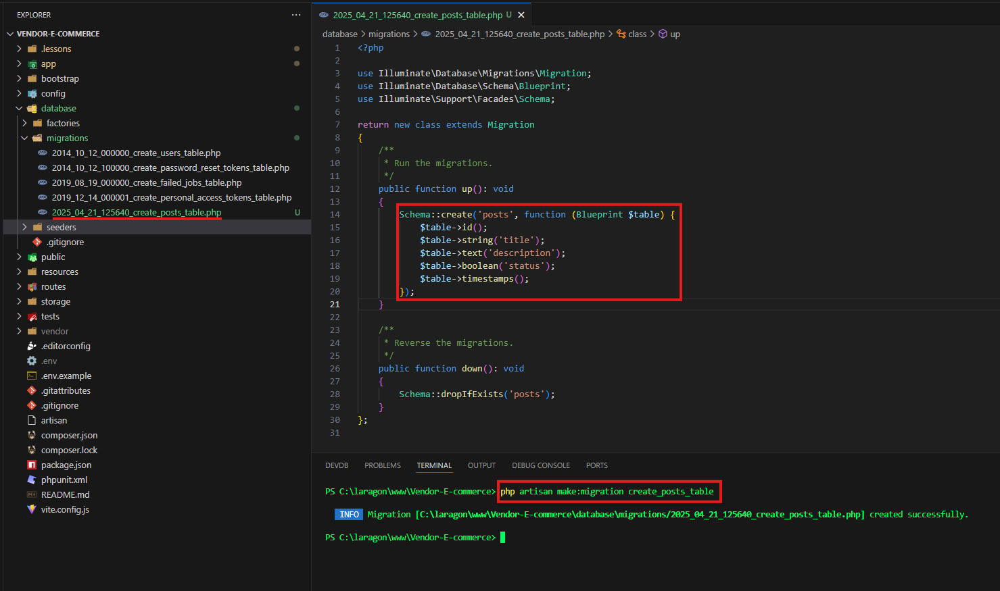 EXPLORER
VENDOR-E-COMMERCE
.lessons
app
bootstrap
config
database
factories
migrations
2014_10_12_000000_create_users_table.php
2014_10_12_100000_create_password_reset_tokens_table.php
2019_08_19_000000_create_failed_jobs_table.php
2019_12_14_000001_create_personal_access_tokens_table.php
2025_04_21_125640_create_posts_table.php U
seeders
.gitignore
public
resources
routes
storage
tests
vendor
.editorconfig
.env
.env.example
.gitattributes
.gitignore
artisan
composer.json
composer.lock
package.json
phpunit.xml
README.md
vite.config.js
2025_04_21_125640_create_posts_table.php U
database > migrations > 2025_04_21_125640_create_posts_table.php > class > up
1 <?php
2
3 use Illuminate\Database\Migrations\Migration;
4 use Illuminate\Database\Schema\Blueprint;
5 use Illuminate\Support\Facades\Schema;
6
7 return new class extends Migration
8 {
9 /**
10 * Run the migrations.
11 */
12 public function up(): void
13 {
14 Schema::create('posts', function (Blueprint $table) {
15 $table->id();
16 $table->string('title');
17 $table->text('description');
18 $table->boolean('status');
19 $table->timestamps();
20 });
21 }
22
23 /**
24 * Reverse the migrations.
25 */
26 public function down(): void
27 {
28 Schema::dropIfExists('posts');
29 }
30 };
31
DEVDB PROBLEMS TERMINAL OUTPUT DEBUG CONSOLE PORTS
PS C:\laragon\www\Vendor-E-commerce> php artisan make:migration create_posts_table
INFO Migration [C:\laragon\www\Vendor-E-commerce\database\migrations/2025_04_21_125640_create_posts_table.php] created successfully.
PS C:\laragon\www\Vendor-E-commerce>